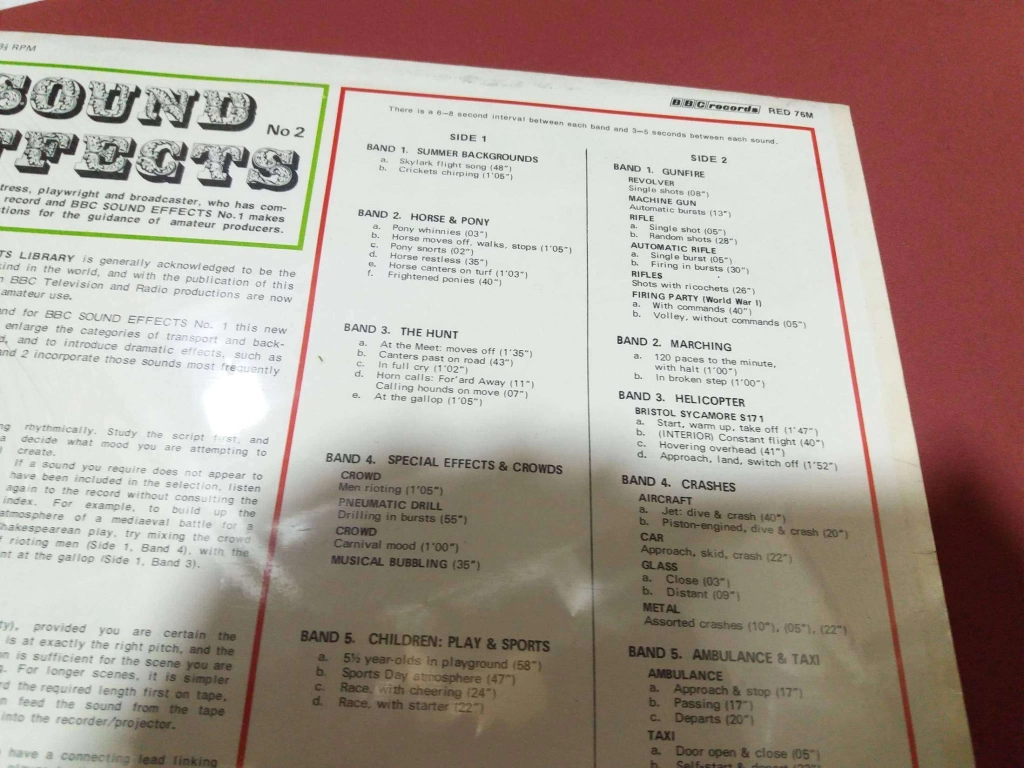 RPM
SOUND
EFFECTS
No 2
tress, playwright and broadcaster, who has com-
record and BBC SOUND EFFECTS No. 1 makes
tions for the guidance of amateur producers.
TS LIBRARY is generally acknowledged to be the
kind in the world, and with the publication of this
BBC Television and Radio productions are now
amateur use.
nd for BBC SOUND EFFECTS No. 1 this new
enlarge the categories of transport and back-
d, and to introduce dramatic effects, such as
nd 2 incorporate those sounds most frequently
ng rhythmically. Study the script first, and
decide what mood you are attempting to
create.
If a sound you require does not appear to
have been included in the selection, listen
again to the record without consulting the
index. For example, to build up the
atmosphere of a mediaeval battle for a
Shakespearean play, try mixing the crowd
f rioting men (Side 1, Band 4), with the
nt at the gallop (Side 1, Band 3).
ty), provided you are certain the
is at exactly the right pitch, and the
n is sufficient for the scene you are
g. For longer scenes, it is simpler
rd the required length first on tape,
n feed the sound from the tape
into the recorder/projector.
have a connecting lead linking
BBC records RED 76M
There is a 6–8 second interval between each band and 3–5 seconds between each sound.
SIDE 1
BAND 1. SUMMER BACKGROUNDS
a. Skylark flight song (48")
b. Crickets chirping (1'05")
BAND 2. HORSE & PONY
a. Pony whinnies (03")
b. Horse moves off, walks, stops (1'05")
c. Pony snorts (02")
d. Horse restless (35")
e. Horse canters on turf (1'03")
f. Frightened ponies (40")
BAND 3. THE HUNT
a. At the Meet: moves off (1'35")
b. Canters past on road (43")
c. In full cry (1'02")
d. Horn calls: For'ard Away (11")
Calling hounds on move (07")
e. At the gallop (1'05")
BAND 4. SPECIAL EFFECTS & CROWDS
CROWD
Men rioting (1'05")
PNEUMATIC DRILL
Drilling in bursts (55")
CROWD
Carnival mood (1'00")
MUSICAL BUBBLING (35")
BAND 5. CHILDREN: PLAY & SPORTS
a. 5½ year-olds in playground (58")
b. Sports Day atmosphere (47")
c. Race, with cheering (24")
d. Race, with starter (22")
SIDE 2
BAND 1. GUNFIRE
REVOLVER
Single shots (08")
MACHINE GUN
Automatic bursts (13")
RIFLE
a. Single shot (05")
b. Random shots (28")
AUTOMATIC RIFLE
a. Single burst (05")
b. Firing in bursts (30")
RIFLES
Shots with ricochets (26")
FIRING PARTY (World War I)
a. With commands (40")
b. Volley, without commands (05")
BAND 2. MARCHING
a. 120 paces to the minute,
with halt (1'00")
b. In broken step (1'00")
BAND 3. HELICOPTER
BRISTOL SYCAMORE S171
a. Start, warm up, take off (1'47")
b. (INTERIOR) Constant flight (40")
c. Hovering overhead (41")
d. Approach, land, switch off (1'52")
BAND 4. CRASHES
AIRCRAFT
a. Jet: dive & crash (40")
b. Piston-engined, dive & crash (20")
CAR
Approach, skid, crash (22")
GLASS
a. Close (03")
b. Distant (09")
METAL
Assorted crashes (10"), (05"), (22")
BAND 5. AMBULANCE & TAXI
AMBULANCE
a. Approach & stop (17")
b. Passing (17")
c. Departs (20")
TAXI
a. Door open & close (05")
b. Self-start & depart